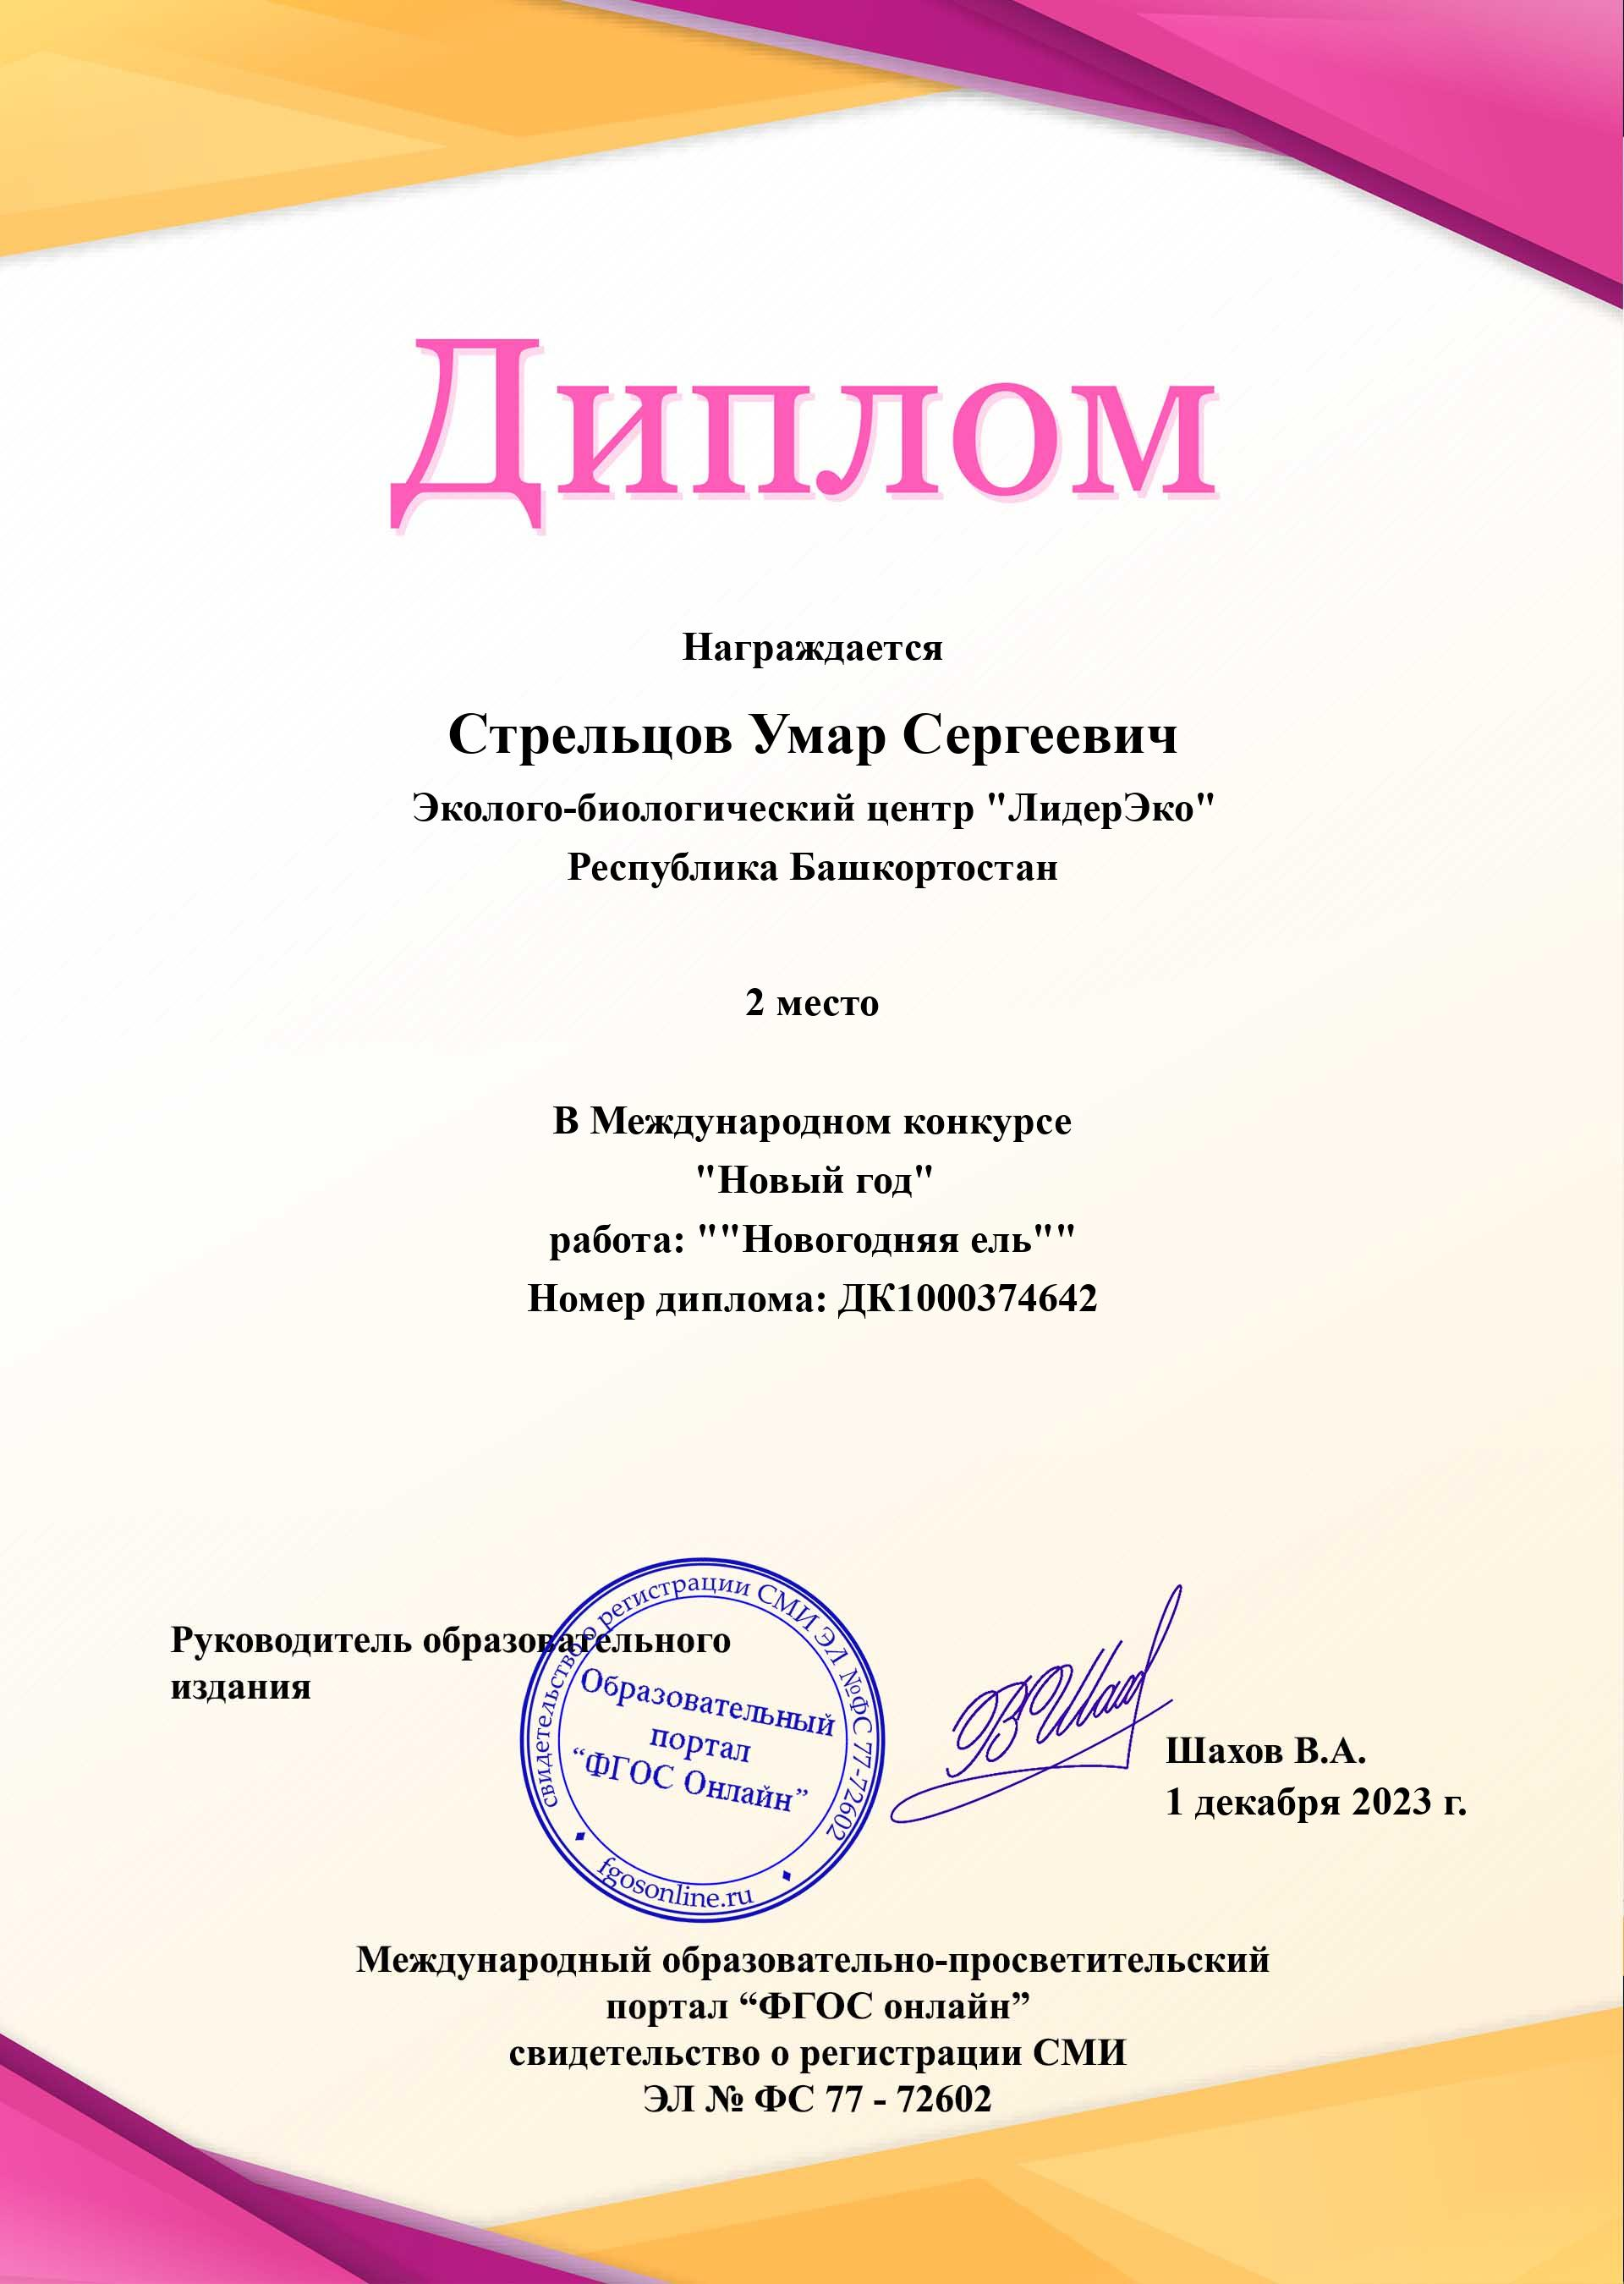 Диплом
Награждается
Стрельцов Умар Сергеевич
Эколого-биологический центр "ЛидерЭко"
Республика Башкортостан
2 место
В Международном конкурсе
"Новый год"
работа: ""Новогодняя ель""
Номер диплома: ДК1000374642
Руководитель образовательного
издания
свидетельство о регистрации СМИ ЭЛ №ФС 77-72602
Образовательный
портал
“ФГОС Онлайн”
fgosonline.ru
ВШах
Шахов В.А.
1 декабря 2023 г.
Международный образовательно-просветительский
портал “ФГОС онлайн”
свидетельство о регистрации СМИ
ЭЛ № ФС 77 - 72602